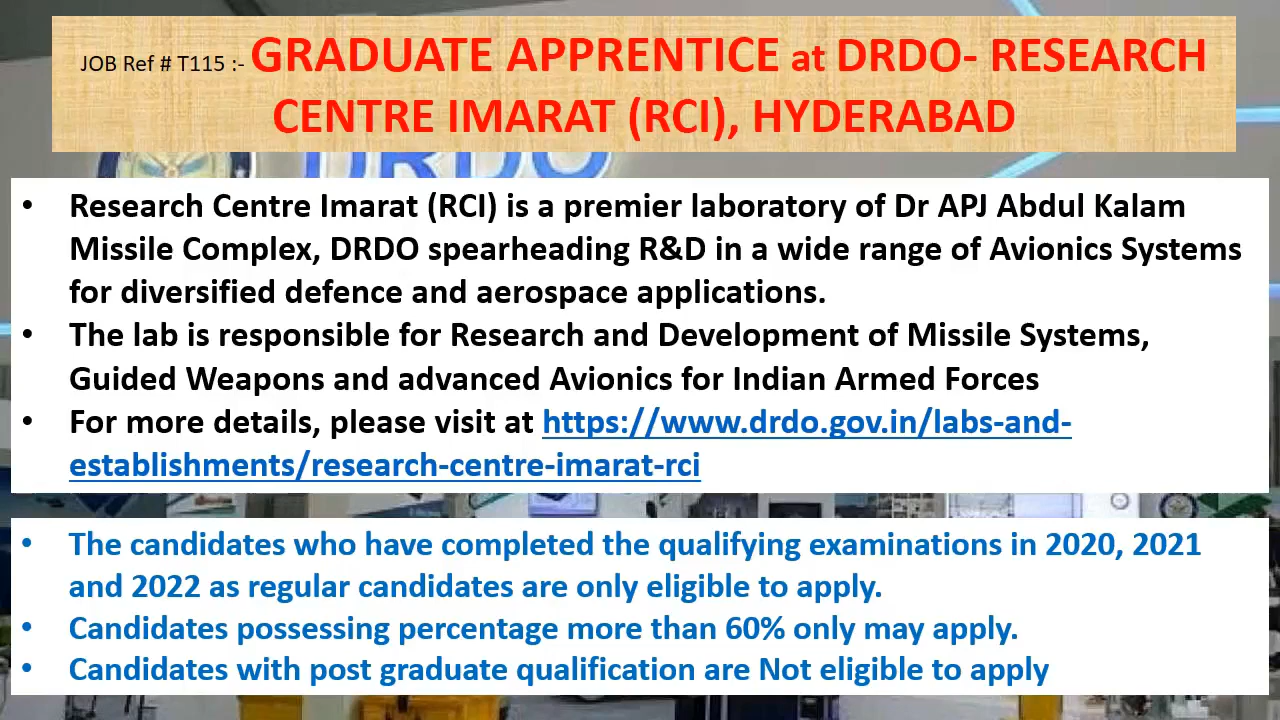 JOB Ref # T115 :- GRADUATE APPRENTICE at DRDO- RESEARCH
CENTRE IMARAT (RCI), HYDERABAD
DRDO
• Research Centre Imarat (RCI) is a premier laboratory of Dr APJ Abdul Kalam
Missile Complex, DRDO spearheading R&D in a wide range of Avionics Systems
for diversified defence and aerospace applications.
• The lab is responsible for Research and Development of Missile Systems,
Guided Weapons and advanced Avionics for Indian Armed Forces
• For more details, please visit at https://www.drdo.gov.in/labs-and-
establishments/research-centre-imarat-rci
• The candidates who have completed the qualifying examinations in 2020, 2021
and 2022 as regular candidates are only eligible to apply.
• Candidates possessing percentage more than 60% only may apply.
• Candidates with post graduate qualification are Not eligible to apply